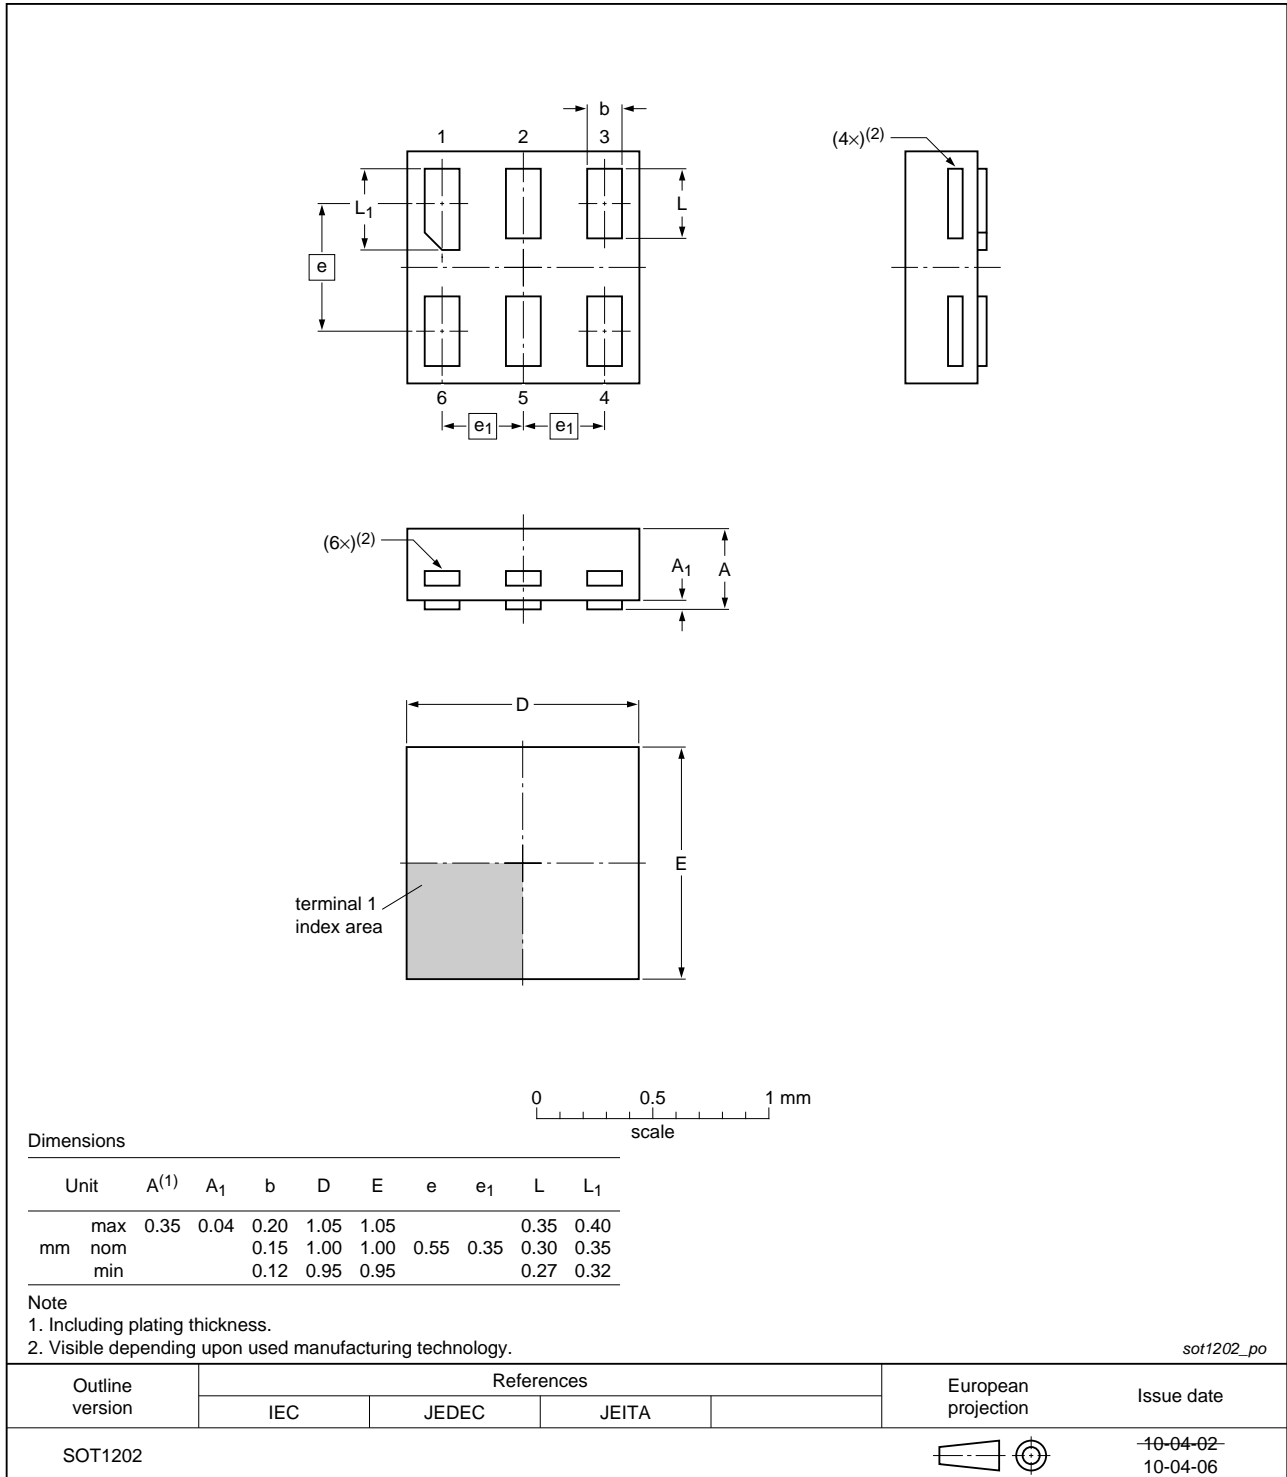 b
1 2 3
(4×)(2)
L1
L
e
6 5 4
e1 e1
(6×)(2)
A1 A
D
E
terminal 1
index area
0 0.5 1 mm
scale
Dimensions
Unit A(1) A1 b D E e e1 L L1
max 0.35 0.04 0.20 1.05 1.05 0.35 0.40
mm nom 0.15 1.00 1.00 0.55 0.35 0.30 0.35
min 0.12 0.95 0.95 0.27 0.32
Note
1. Including plating thickness.
2. Visible depending upon used manufacturing technology.
sot1202_po
Outline
version
References
IEC JEDEC JEITA
European
projection
Issue date
SOT1202
10-04-02
10-04-06